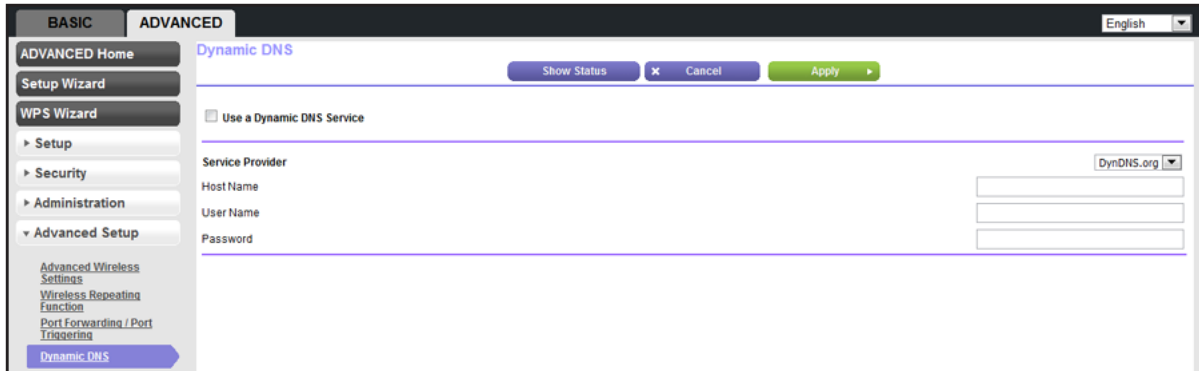 BASIC
ADVANCED
English
ADVANCED Home
Setup Wizard
WPS Wizard
Setup
Security
Administration
Advanced Setup
Advanced Wireless
Settings
Wireless Repeating
Function
Port Forwarding / Port
Triggering
Dynamic DNS
Dynamic DNS
Show Status
Cancel
Apply
Use a Dynamic DNS Service
Service Provider
DynDNS.org
Host Name
User Name
Password